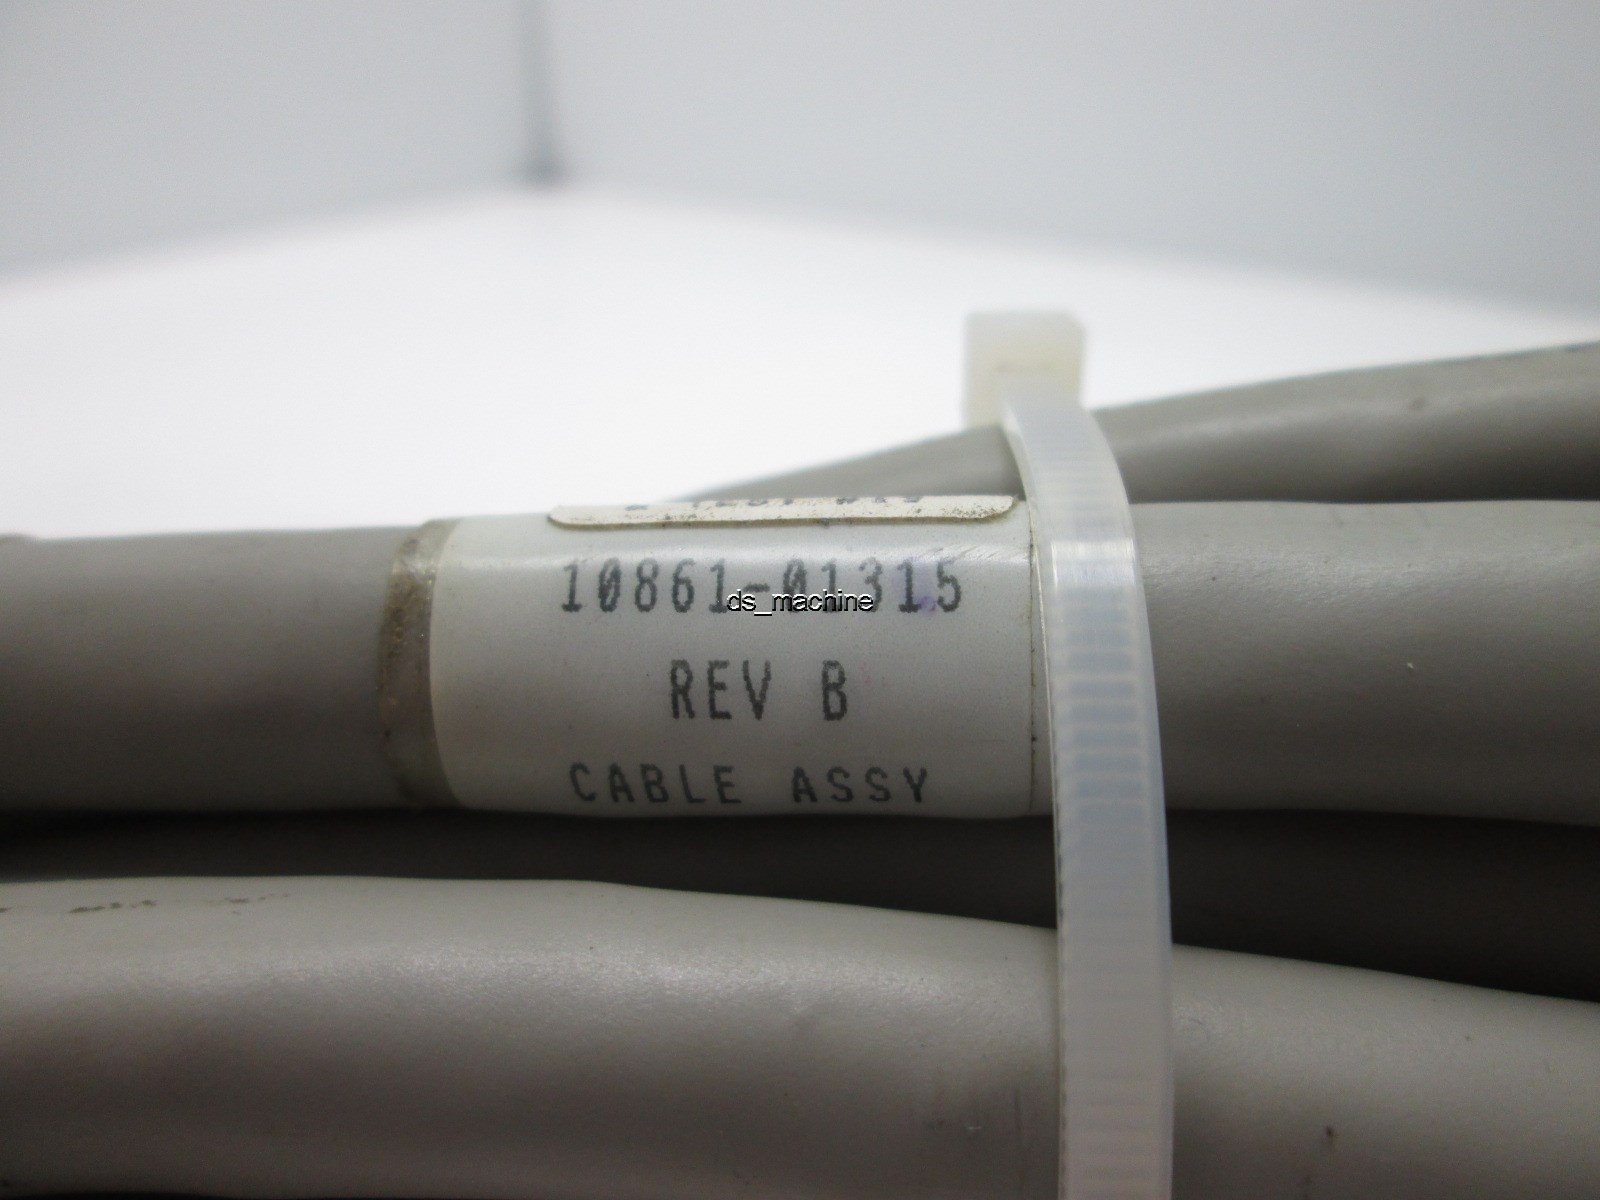 10861-01315
ds_machine
REV B
CABLE ASSY